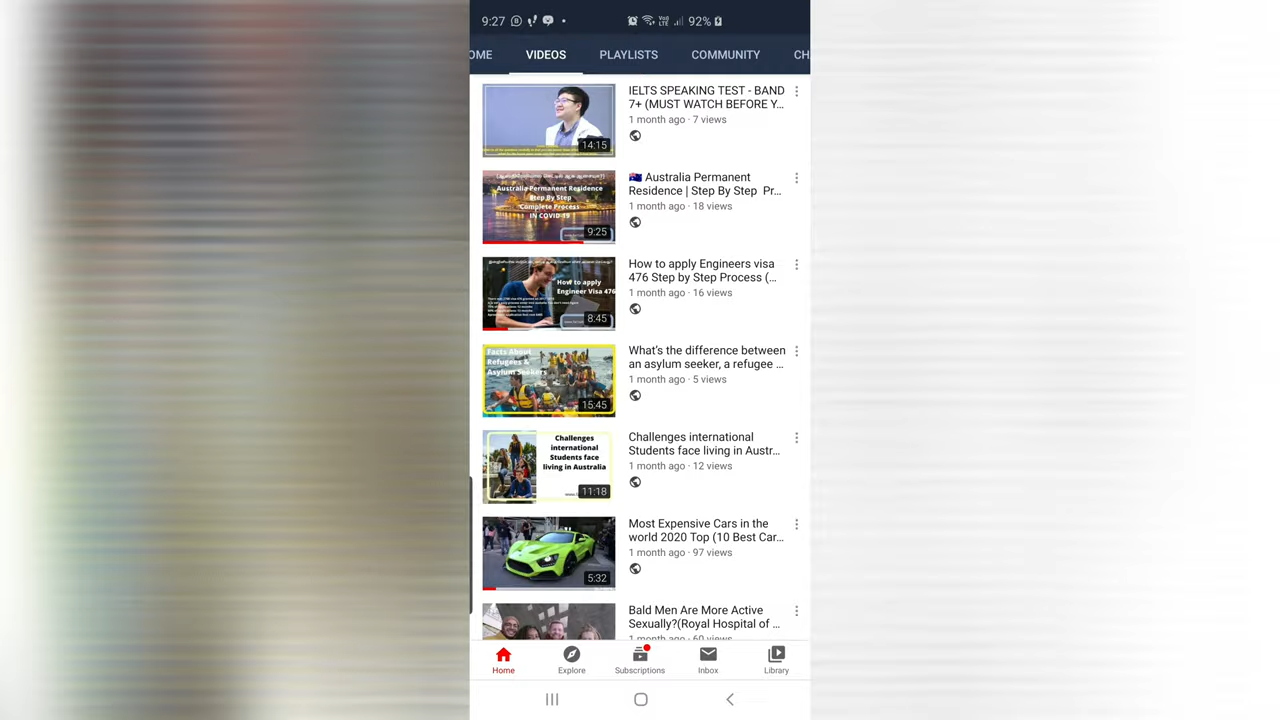 9:27
92%
OME
VIDEOS
PLAYLISTS
COMMUNITY
CH
IELTS SPEAKING TEST - BAND
7+ (MUST WATCH BEFORE Y...
1 month ago · 7 views
14:15
Australia Permanent Residence
Step By Step
Complete Process
IN COVID-19
9:25
🇦🇺 Australia Permanent
Residence | Step By Step Pr...
1 month ago · 18 views
How to apply
Engineer Visa 476
8:45
How to apply Engineers visa
476 Step by Step Process (...
1 month ago · 16 views
Facts About
Refugees &
Asylum Seekers
15:45
What's the difference between
an asylum seeker, a refugee ...
1 month ago · 5 views
Challenges
international
Students face
living in Australia
11:18
Challenges international
Students face living in Austr...
1 month ago · 12 views
5:32
Most Expensive Cars in the
world 2020 Top (10 Best Car...
1 month ago · 97 views
Bald Men Are More Active
Sexually?(Royal Hospital of ...
1 month ago · 60 views
Home
Explore
Subscriptions
Inbox
Library